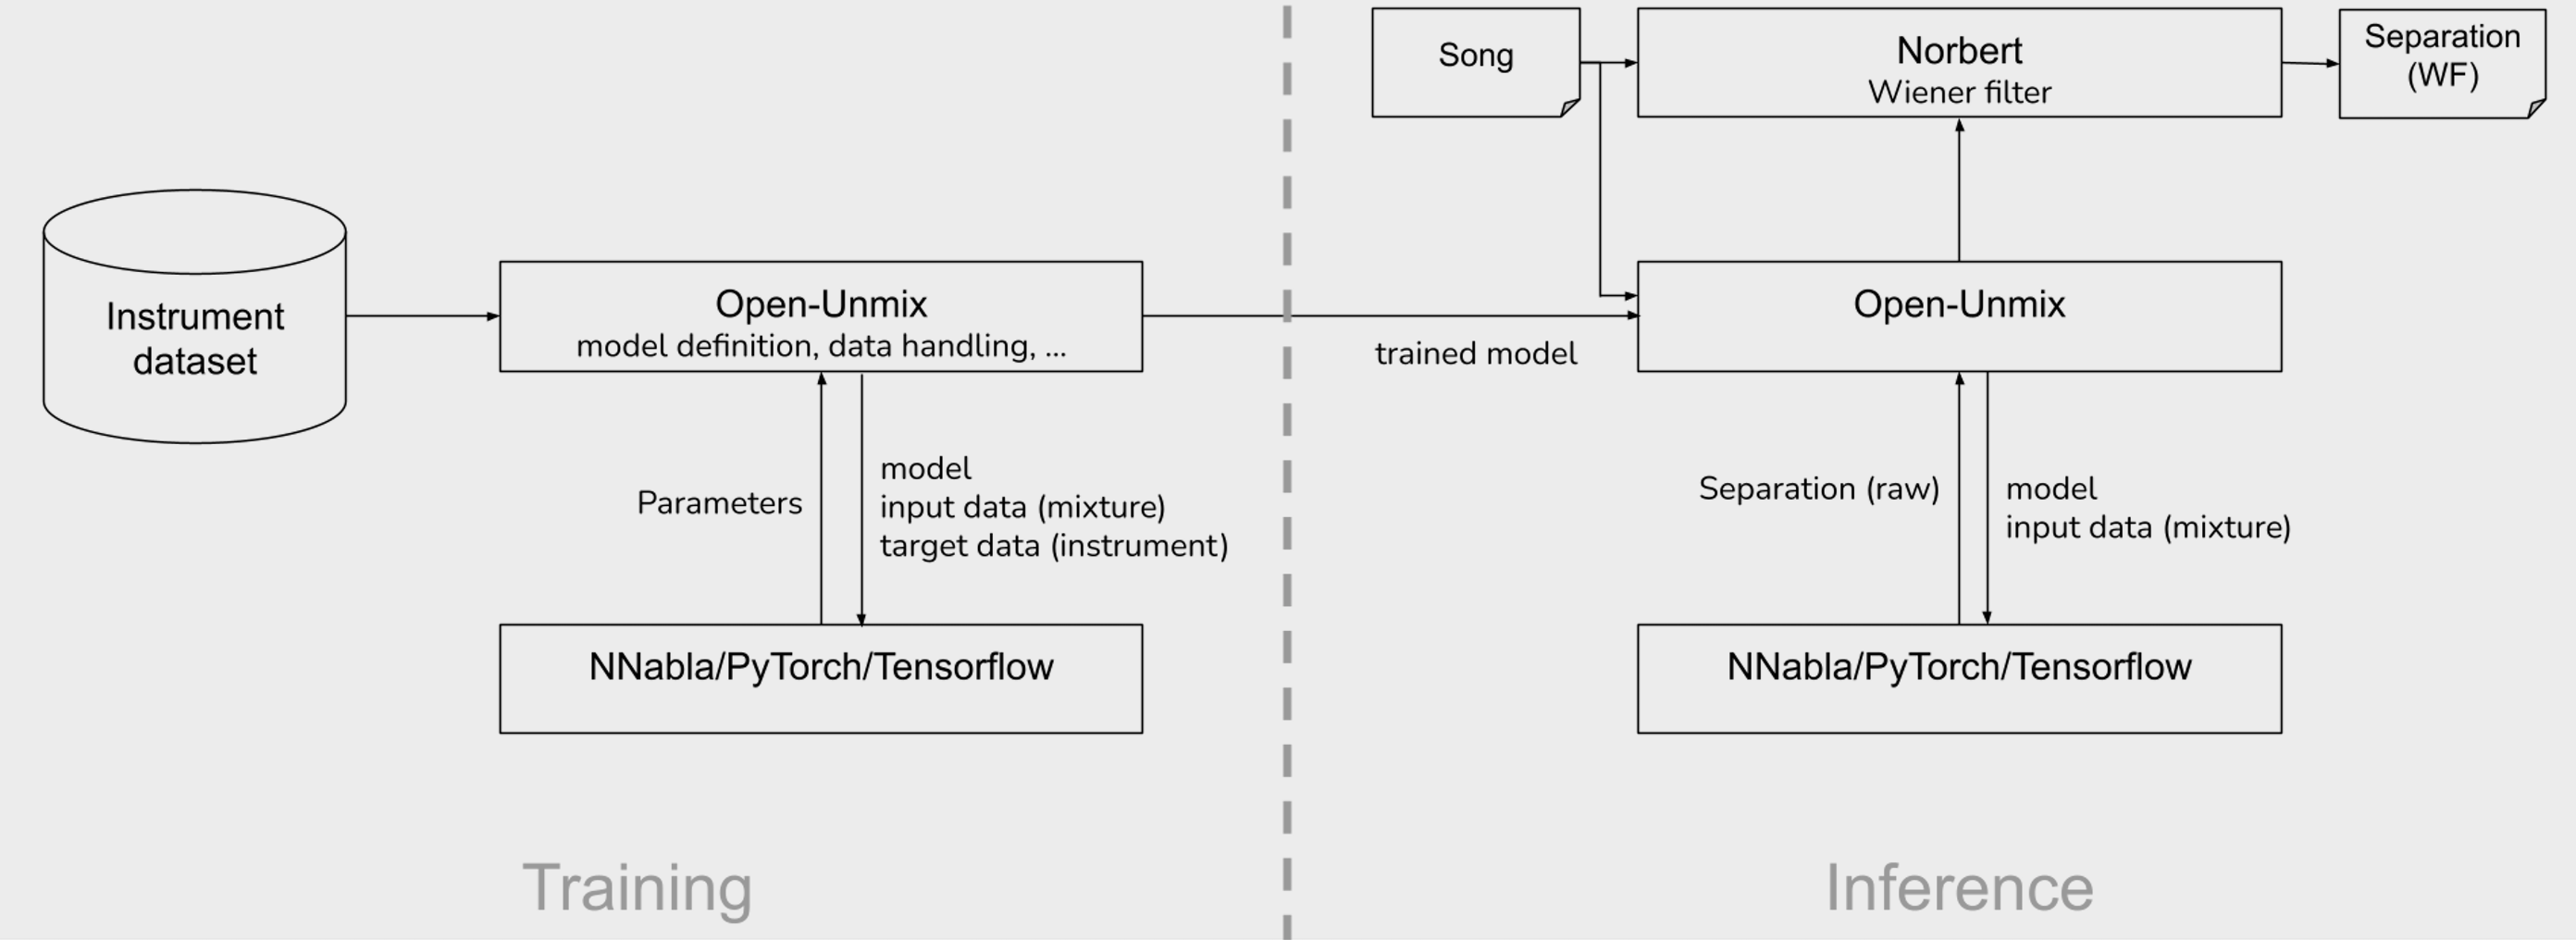 Instrument
dataset
Open-Unmix
model definition, data handling, ...
Parameters
model
input data (mixture)
target data (instrument)
NNabla/PyTorch/Tensorflow
Training
trained model
Song
Norbert
Wiener filter
Separation
(WF)
Open-Unmix
Separation (raw)
model
input data (mixture)
NNabla/PyTorch/Tensorflow
Inference